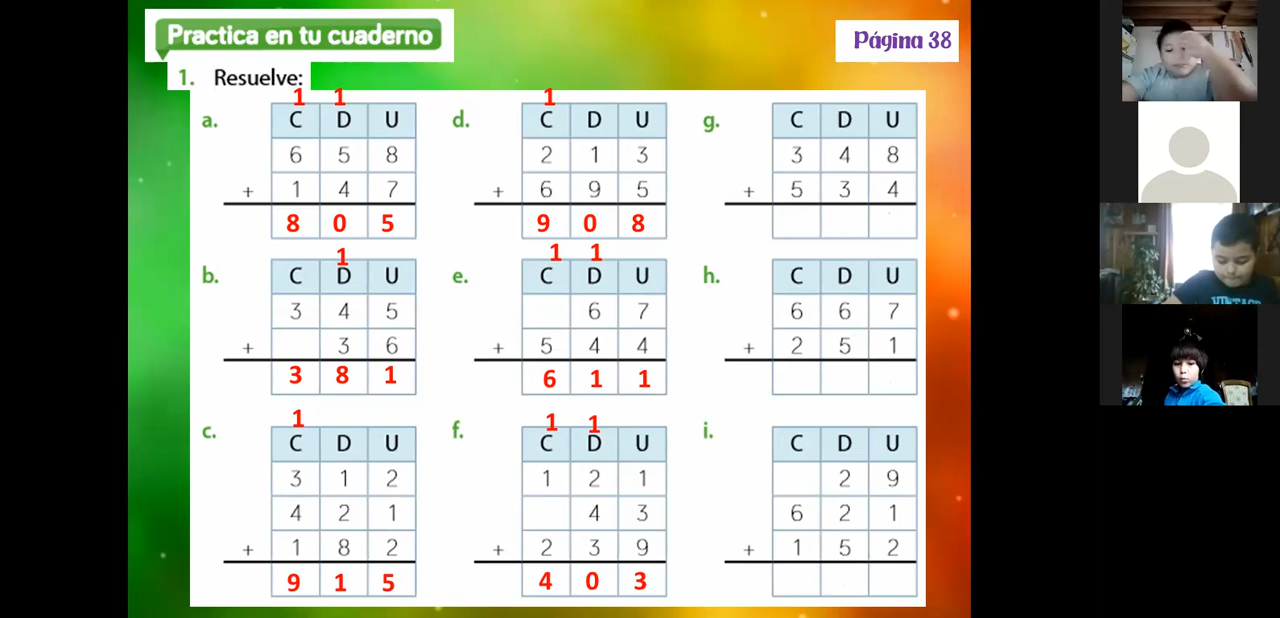 Practica en tu cuaderno
Página 38
1. Resuelve:
a.
1 1
C D U
6 5 8
+ 1 4 7
8 0 5
d.
1
C D U
2 1 3
+ 6 9 5
9 0 8
g.
C D U
3 4 8
+ 5 3 4
b.
1
C D U
3 4 5
+ 3 6
3 8 1
e.
1 1
C D U
6 7
+ 5 4 4
6 1 1
h.
C D U
6 6 7
+ 2 5 1
c.
1
C D U
3 1 2
4 2 1
+ 1 8 2
9 1 5
f.
1 1
C D U
1 2 1
4 3
+ 2 3 9
4 0 3
i.
C D U
2 9
6 2 1
+ 1 5 2
VINTAGE